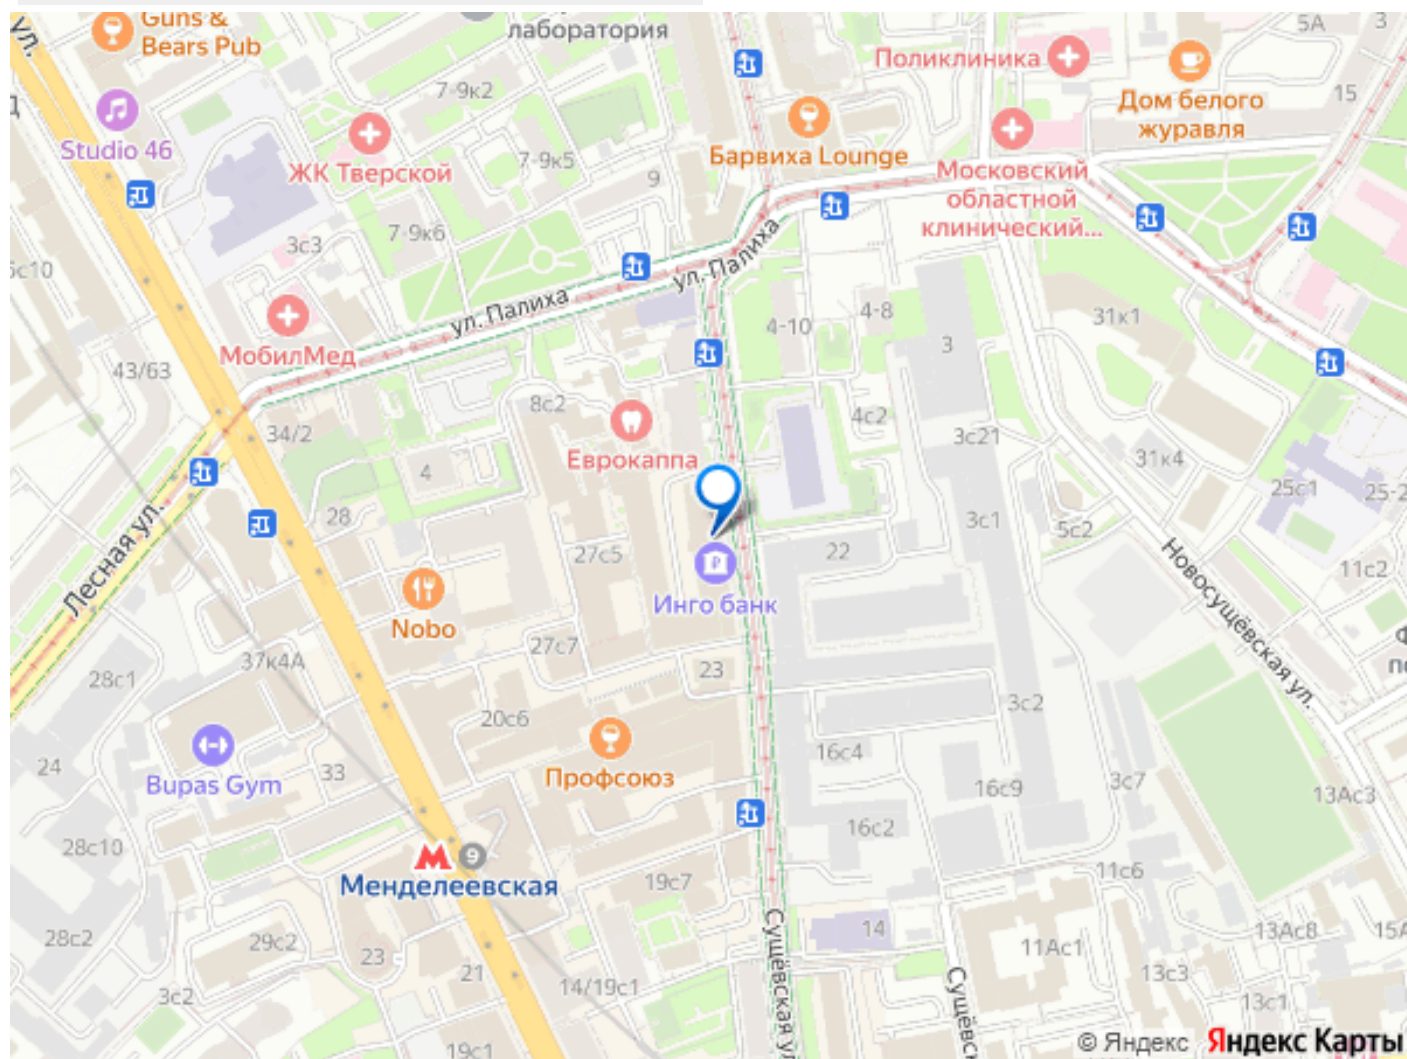 ул.
Guns &
Bears Pub
лаборатория
Поликлиника
5А
3
7-9к2
Studio 46
Дом белого
журавля
15
Барвиха Lounge
ЖК Тверской
7-9к5
9
Московский
областной
клинический...
3с3
7-9к6
ул. Палиха
ул. Палиха
МобилМед
43/63
4-10
4-8
3
31к1
8с2
34/2
Еврокаппа
4
4с2
3с21
31к4
25с1
25-2
28
Лесная ул.
27с5
22
3с1
5с2
Новосущёвская ул.
11с2
Nobo
Инго банк
27с7
37к4А
28с1
23
20с6
3с2
24
Bupas Gym
33
Профсоюз
16с4
16с9
3с7
13Ас3
28с10
16с2
9
Менделеевская
19с7
11с6
28с2
29с2
23
21
14
Сущёвская ул
11Ас1
13Ас8
15А
3с2
14/19с1
13с3
13с1
19с1
© Яндекс Яндекс Карты